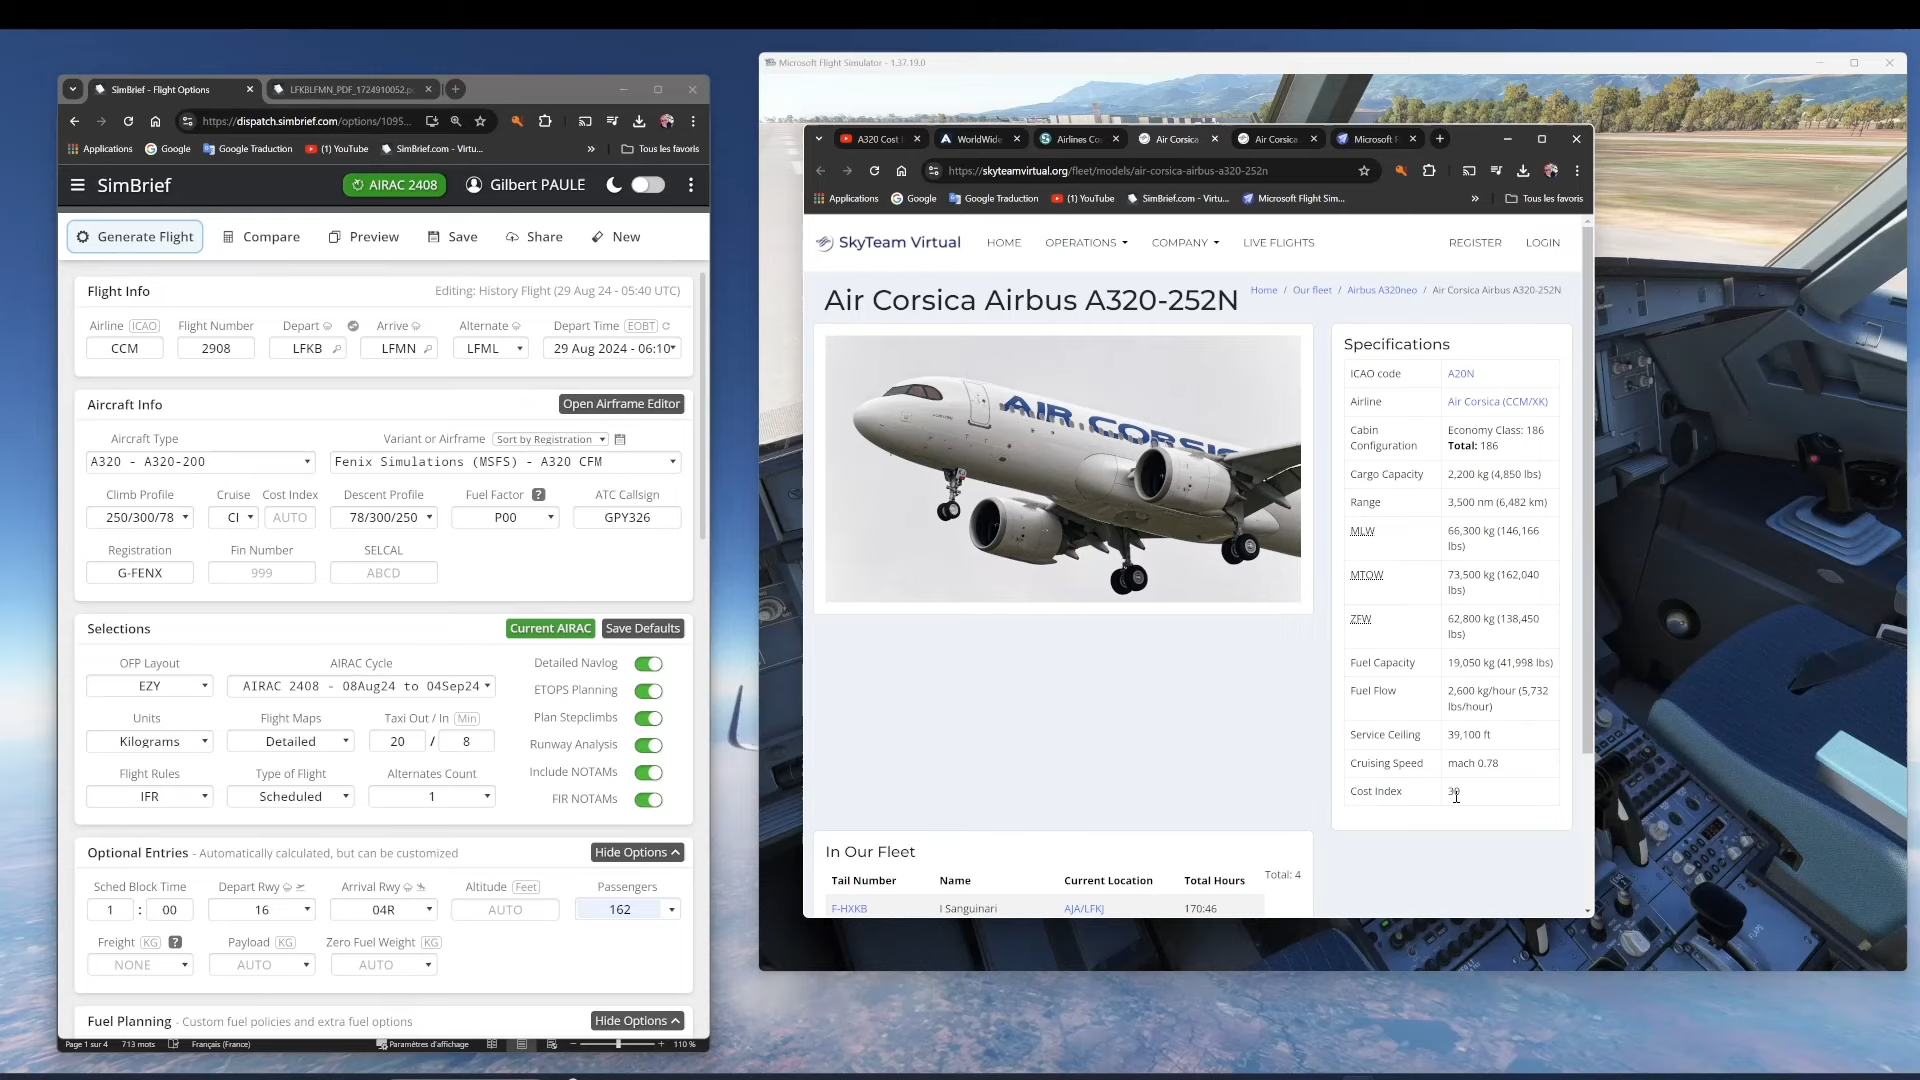 SimBrief - Flight Options
LFKBLFMN_PDF_1724910052.p
https://dispatch.simbrief.com/options/1095...
Applications
Google
Google Traduction
(1) YouTube
SimBrief.com - Virtu...
»
Tous les favoris
SimBrief
AIRAC 2408
Gilbert PAULE
Generate Flight
Compare
Preview
Save
Share
New
Flight Info
Editing: History Flight (29 Aug 24 - 05:40 UTC)
Airline ICAO
Flight Number
Depart
Arrive
Alternate
Depart Time EOBT
CCM
2908
LFKB
LFMN
LFML
29 Aug 2024 - 06:10
Aircraft Info
Open Airframe Editor
Aircraft Type
Variant or Airframe
Sort by Registration
A320 - A320-200
Fenix Simulations (MSFS) - A320 CFM
Climb Profile
Cruise
Cost Index
Descent Profile
Fuel Factor ?
ATC Callsign
250/300/78
CI
AUTO
78/300/250
P00
GPY326
Registration
Fin Number
SELCAL
G-FENX
999
ABCD
Selections
Current AIRAC
Save Defaults
OFP Layout
AIRAC Cycle
Detailed Navlog
EZY
AIRAC 2408 - 08Aug24 to 04Sep24
ETOPS Planning
Units
Flight Maps
Taxi Out / In Min
Plan Stepclimbs
Kilograms
Detailed
20 / 8
Runway Analysis
Flight Rules
Type of Flight
Alternates Count
Include NOTAMs
IFR
Scheduled
1
FIR NOTAMs
Optional Entries - Automatically calculated, but can be customized
Hide Options
Sched Block Time
Depart Rwy
Arrival Rwy
Altitude Feet
Passengers
1 : 00
16
04R
AUTO
162
Freight KG ?
Payload KG
Zero Fuel Weight KG
NONE
AUTO
AUTO
Fuel Planning - Custom fuel policies and extra fuel options
Hide Options
Page 1 sur 4
713 mots
Français (France)
Paramètres d'affichage
110 %
Microsoft Flight Simulator - 1.37.19.0
A320 Cost
WorldWide
Airlines Co
Air Corsica
Air Corsica
Microsoft F
https://skyteamvirtual.org/fleet/models/air-corsica-airbus-a320-252n
Applications
Google
Google Traduction
(1) YouTube
SimBrief.com - Virtu...
Microsoft Flight Sim...
»
Tous les favoris
SkyTeam Virtual
HOME
OPERATIONS
COMPANY
LIVE FLIGHTS
REGISTER
LOGIN
Air Corsica Airbus A320-252N
Home / Our fleet / Airbus A320neo / Air Corsica Airbus A320-252N
AIR CORSIC
Specifications
ICAO code
A20N
Airline
Air Corsica (CCM/XK)
Cabin
Configuration
Economy Class: 186
Total: 186
Cargo Capacity
2,200 kg (4,850 lbs)
Range
3,500 nm (6,482 km)
MLW
66,300 kg (146,166
lbs)
MTOW
73,500 kg (162,040
lbs)
ZFW
62,800 kg (138,450
lbs)
Fuel Capacity
19,050 kg (41,998 lbs)
Fuel Flow
2,600 kg/hour (5,732
lbs/hour)
Service Ceiling
39,100 ft
Cruising Speed
mach 0.78
Cost Index
30
In Our Fleet
Total: 4
Tail Number
Name
Current Location
Total Hours
F-HXKB
I Sanguinari
AJA/LFKJ
170:46